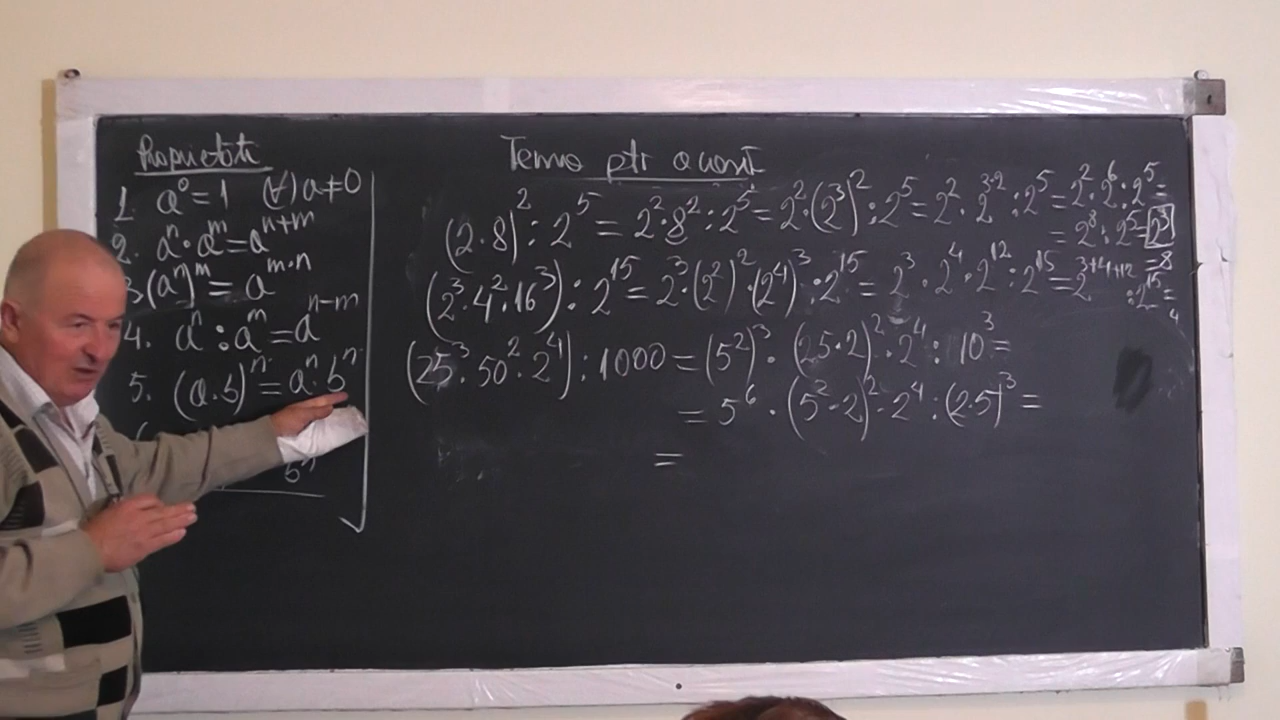 Proprietăți
1. a⁰=1 (∀) a≠0
2. aⁿ·aᵐ=aⁿ⁺ᵐ
3 (aⁿ)ᵐ=aᵐ·ⁿ
4. aⁿ:aᵐ=aⁿ⁻ᵐ
5. (a·b)ⁿ=aⁿ·bⁿ
bⁿ
Tema ptr acasă
(2·8)²:2⁵=2²·8²:2⁵=2²·(2³)²:2⁵=2²·2³·²:2⁵=2²·2⁶:2⁵=
=2⁸:2⁵=2³
=8
(2³·4²·16³):2¹⁵=2³·(2²)²·(2⁴)³:2¹⁵=2³·2⁴·2¹²:2¹⁵=2³⁺⁴⁺¹²
:2¹⁵=
(25³·50²·2⁴):1000=(5²)³·(25·2)²·2⁴:10³=
=5⁶·(5²·2)²·2⁴:(2·5)³=
=